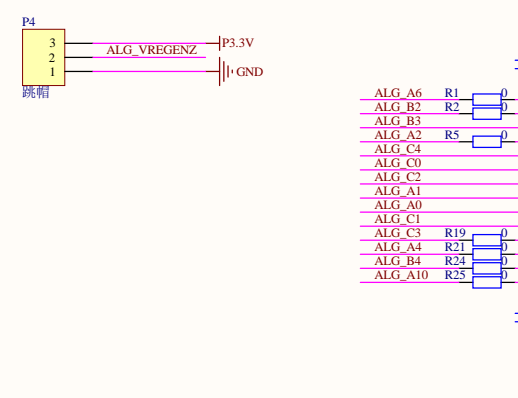 P4
3 P3.3V
ALG_VREGENZ
2
1 GND
跳帽
ALG_A6 R1 0
ALG_B2 R2 0
ALG_B3
ALG_A2 R5 0
ALG_C4
ALG_C0
ALG_C2
ALG_A1
ALG_A0
ALG_C1
ALG_C3 R19 0
ALG_A4 R21 0
ALG_B4 R24 0
ALG_A10 R25 0